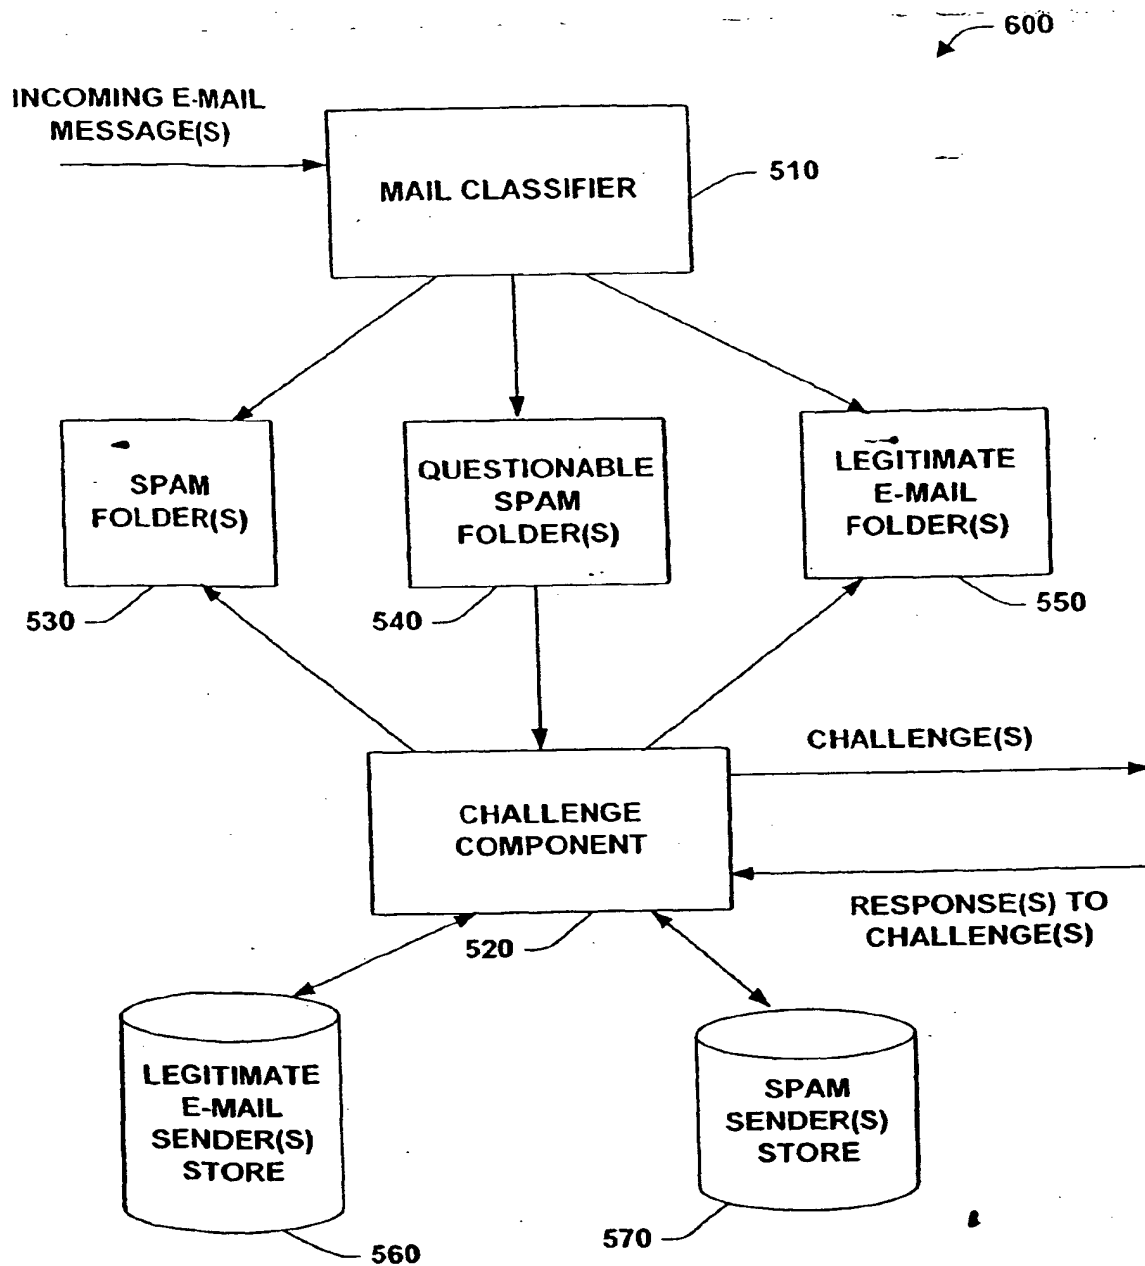 600
INCOMING E-MAIL
MESSAGE(S)
MAIL CLASSIFIER
510
SPAM
FOLDER(S)
530
QUESTIONABLE
SPAM
FOLDER(S)
540
LEGITIMATE
E-MAIL
FOLDER(S)
550
CHALLENGE(S)
CHALLENGE
COMPONENT
520
RESPONSE(S) TO
CHALLENGE(S)
LEGITIMATE
E-MAIL
SENDER(S)
STORE
560
SPAM
SENDER(S)
STORE
570